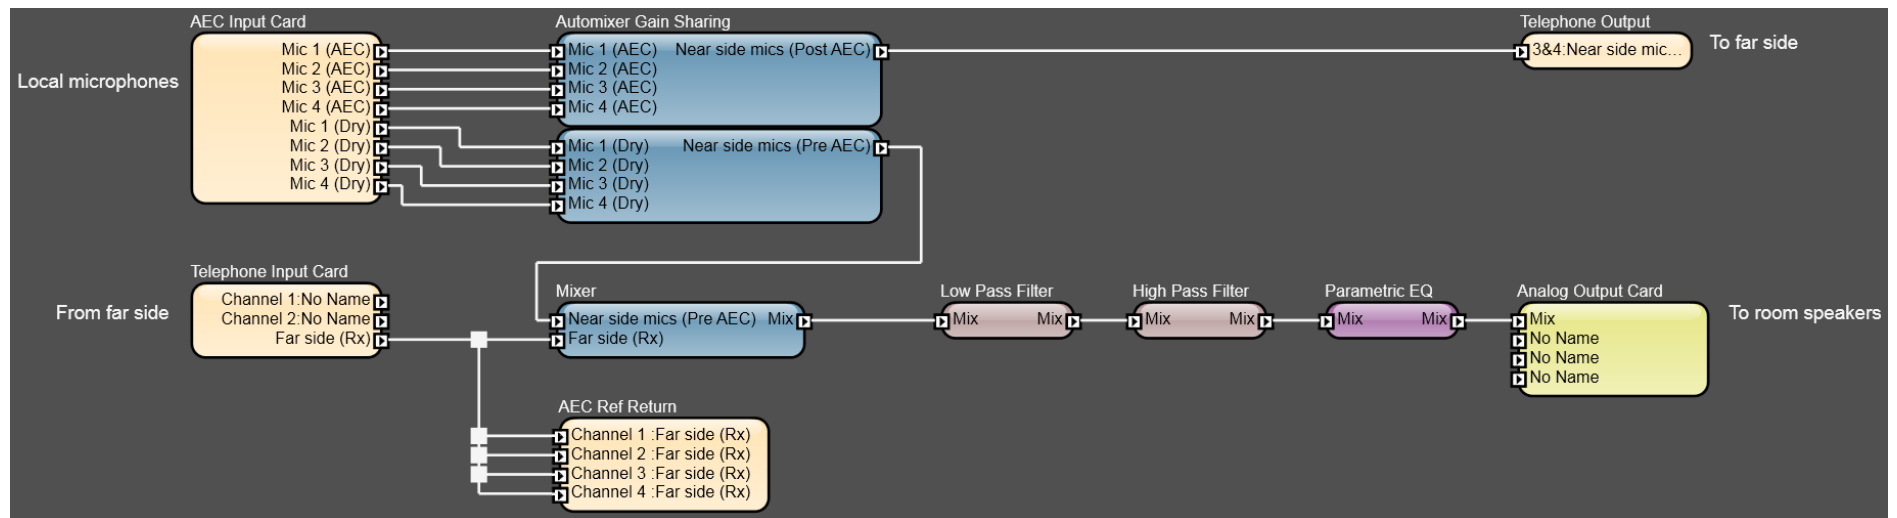 AEC Input Card
Automixer Gain Sharing
Telephone Output
Local microphones
Mic 1 (AEC)
Mic 2 (AEC)
Mic 3 (AEC)
Mic 4 (AEC)
Mic 1 (Dry)
Mic 2 (Dry)
Mic 3 (Dry)
Mic 4 (Dry)
Mic 1 (AEC) Near side mics (Post AEC)
Mic 2 (AEC)
Mic 3 (AEC)
Mic 4 (AEC)
Mic 1 (Dry) Near side mics (Pre AEC)
Mic 2 (Dry)
Mic 3 (Dry)
Mic 4 (Dry)
3&4:Near side mic...
To far side
Telephone Input Card
From far side
Channel 1:No Name
Channel 2:No Name
Far side (Rx)
Mixer
Near side mics (Pre AEC) Mix
Far side (Rx)
Low Pass Filter
Mix Mix
High Pass Filter
Mix Mix
Parametric EQ
Mix Mix
Analog Output Card
Mix
No Name
No Name
No Name
To room speakers
AEC Ref Return
Channel 1 :Far side (Rx)
Channel 2 :Far side (Rx)
Channel 3 :Far side (Rx)
Channel 4 :Far side (Rx)